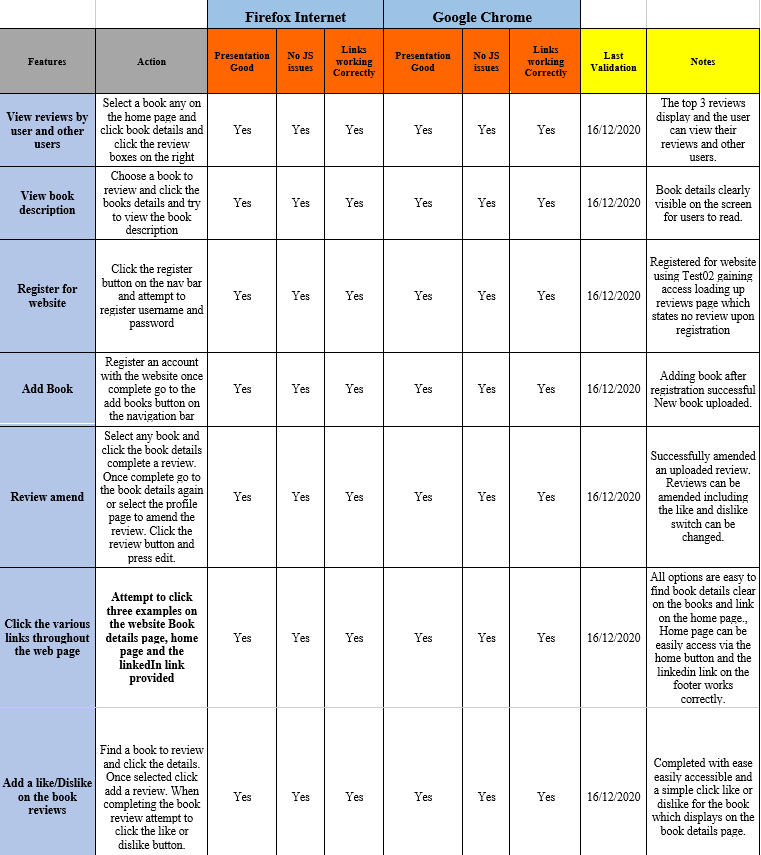 Firefox Internet
Google Chrome
Features
Action
Presentation
Good
No JS
issues
Links
working
Correctly
Presentation
Good
No JS
issues
Links
working
Correctly
Last
Validation
Notes
View reviews by
user and other
users
Select a book any on
the home page and
click book details and
click the review
boxes on the right
Yes
Yes
Yes
Yes
Yes
Yes
16/12/2020
The top 3 reviews
display and the user
can view their
reviews and other
users.
View book
description
Choose a book to
review and click the
books details and try
to view the book
description
Yes
Yes
Yes
Yes
Yes
Yes
16/12/2020
Book details clearly
visible on the screen
for users to read.
Register for
website
Click the register
button on the nav bar
and attempt to
register username and
password
Yes
Yes
Yes
Yes
Yes
Yes
16/12/2020
Registered for website
using Test02 gaining
access loading up
reviews page which
states no review upon
registration
Add Book
Register an account
with the website once
complete go to the
add books button on
the navigation bar
Yes
Yes
Yes
Yes
Yes
Yes
16/12/2020
Adding book after
registration successful
New book uploaded.
Review amend
Select any book and
click the book details
complete a review.
Once complete go to
the book details again
or select the profile
page to amend the
review. Click the
review button and
press edit.
Yes
Yes
Yes
Yes
Yes
Yes
16/12/2020
Successfully amended
an uploaded review.
Reviews can be
amended including
the like and dislike
switch can be
changed.
Click the various
links throughout
the web page
Attempt to click
three examples on
the website Book
details page, home
page and the
linkedIn link
provided
Yes
Yes
Yes
Yes
Yes
Yes
16/12/2020
All options are easy to
find book details clear
on the books and link
on the home page.,
Home page can be
easily access via the
home button and the
linkedin link on the
footer works
correctly.
Add a like/Dislike
on the book
reviews
Find a book to review
and click the details.
Once selected click
add a review. When
completing the book
review attempt to
click the like or
dislike button.
Yes
Yes
Yes
Yes
Yes
Yes
16/12/2020
Completed with ease
easily accessible and
a simple click like or
dislike for the book
which displays on the
book details page.